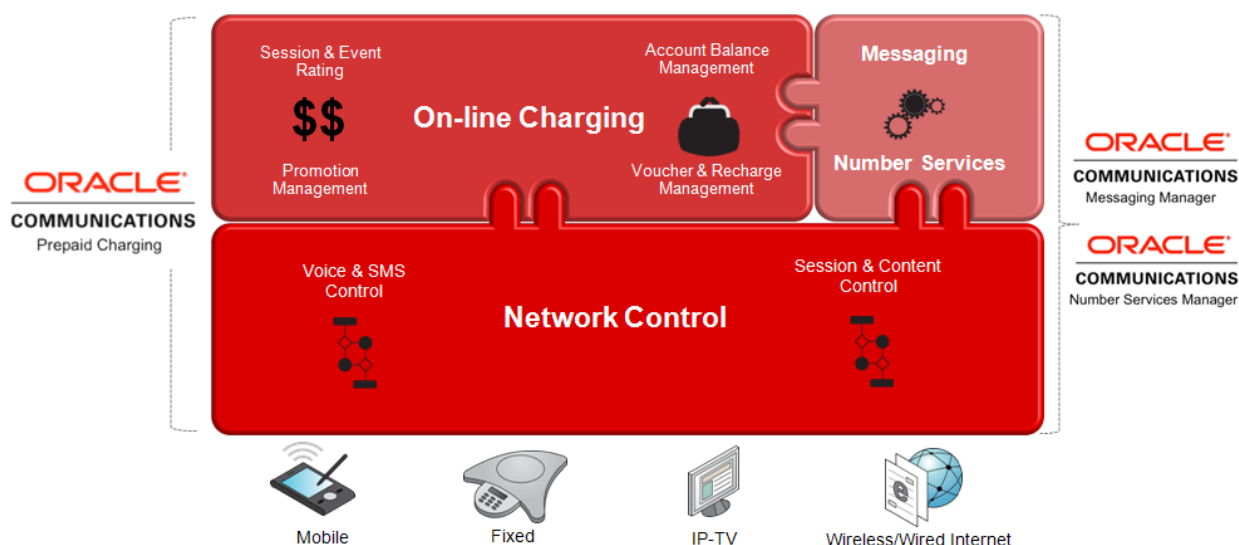 Session & Event
Rating
$$
Promotion
Management
On-line Charging
Account Balance
Management
Voucher & Recharge
Management
Messaging
Number Services
ORACLE®
COMMUNICATIONS
Prepaid Charging
ORACLE®
COMMUNICATIONS
Messaging Manager
ORACLE®
COMMUNICATIONS
Number Services Manager
Voice & SMS
Control
Network Control
Session & Content
Control
e
Mobile
Fixed
IP-TV
Wireless/Wired Internet